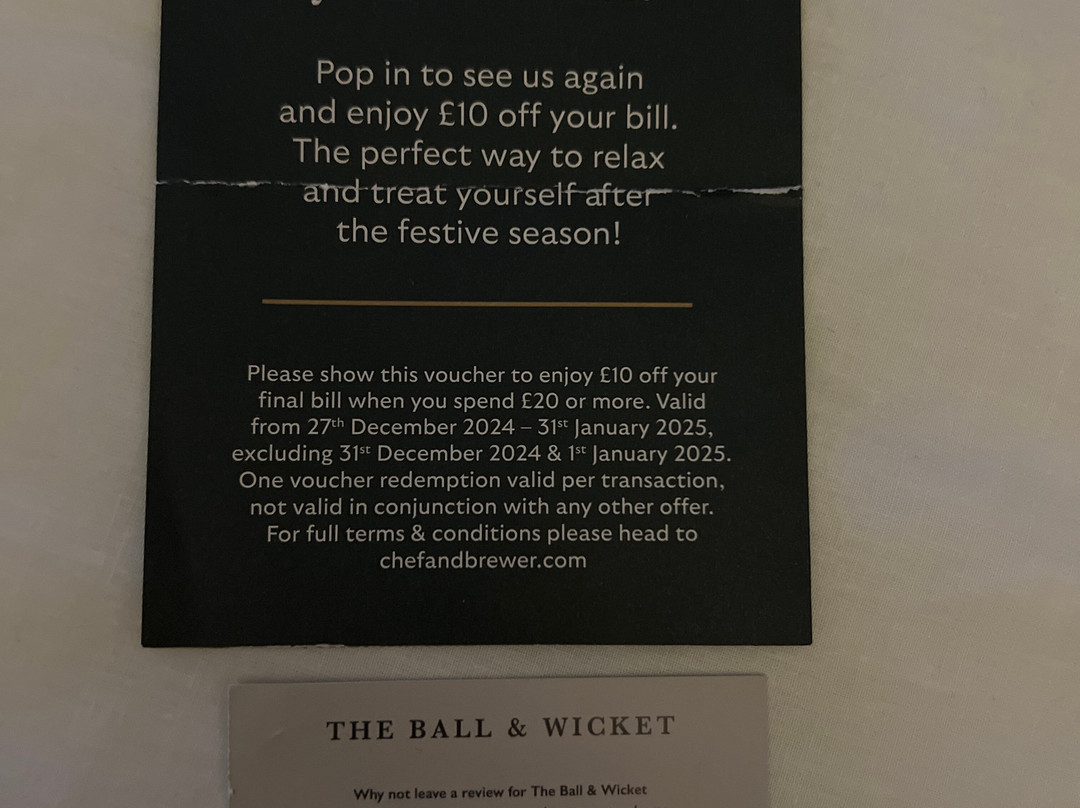 Pop in to see us again
and enjoy £10 off your bill.
The perfect way to relax
and treat yourself after
the festive season!
Please show this voucher to enjoy £10 off your
final bill when you spend £20 or more. Valid
from 27th December 2024 – 31st January 2025,
excluding 31st December 2024 & 1st January 2025.
One voucher redemption valid per transaction,
not valid in conjunction with any other offer.
For full terms & conditions please head to
chefandbrewer.com
THE BALL & WICKET
Why not leave a review for The Ball & Wicket